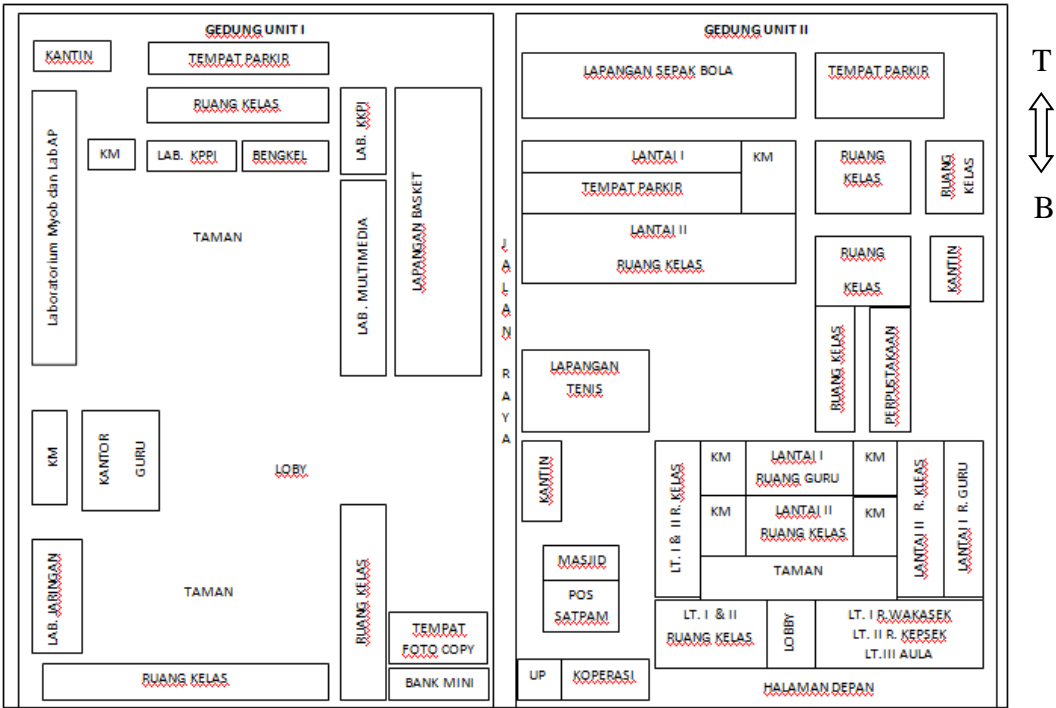 GEDUNG UNIT I
KANTIN
TEMPAT PARKIR
RUANG KELAS
LAB. KKPI
Laboratorium Myob dan Lab AP
KM
LAB. KPPI
BENGKEL
LAPANGAN BASKET
TAMAN
LAB. MULTIMEDIA
KM
KANTOR
GURU
LOBY
LAB. JARINGAN
TAMAN
RUANG KELAS
TEMPAT
FOTO COPY
RUANG KELAS
BANK MINI
JALAN RAYA
GEDUNG UNIT II
LAPANGAN SEPAK BOLA
TEMPAT PARKIR
LANTAI I
KM
TEMPAT PARKIR
LANTAI II
RUANG KELAS
RUANG
KELAS
RUANG
KELAS
RUANG
KELAS
KANTIN
RUANG KELAS
PERPUSTAKAAN
LAPANGAN
TENIS
KANTIN
LT. I & II R. KELAS
KM
LANTAI I
RUANG GURU
KM
KM
LANTAI II
RUANG KELAS
KM
LANTAI II R. KLEAS
LANTAI I R. GURU
TAMAN
MASJID
POS
SATPAM
LT. I & II
RUANG KELAS
LOBBY
LT. I R.WAKASEK
LT. II R. KEPSEK
LT.III AULA
UP
KOPERASI
HALAMAN DEPAN
T
B